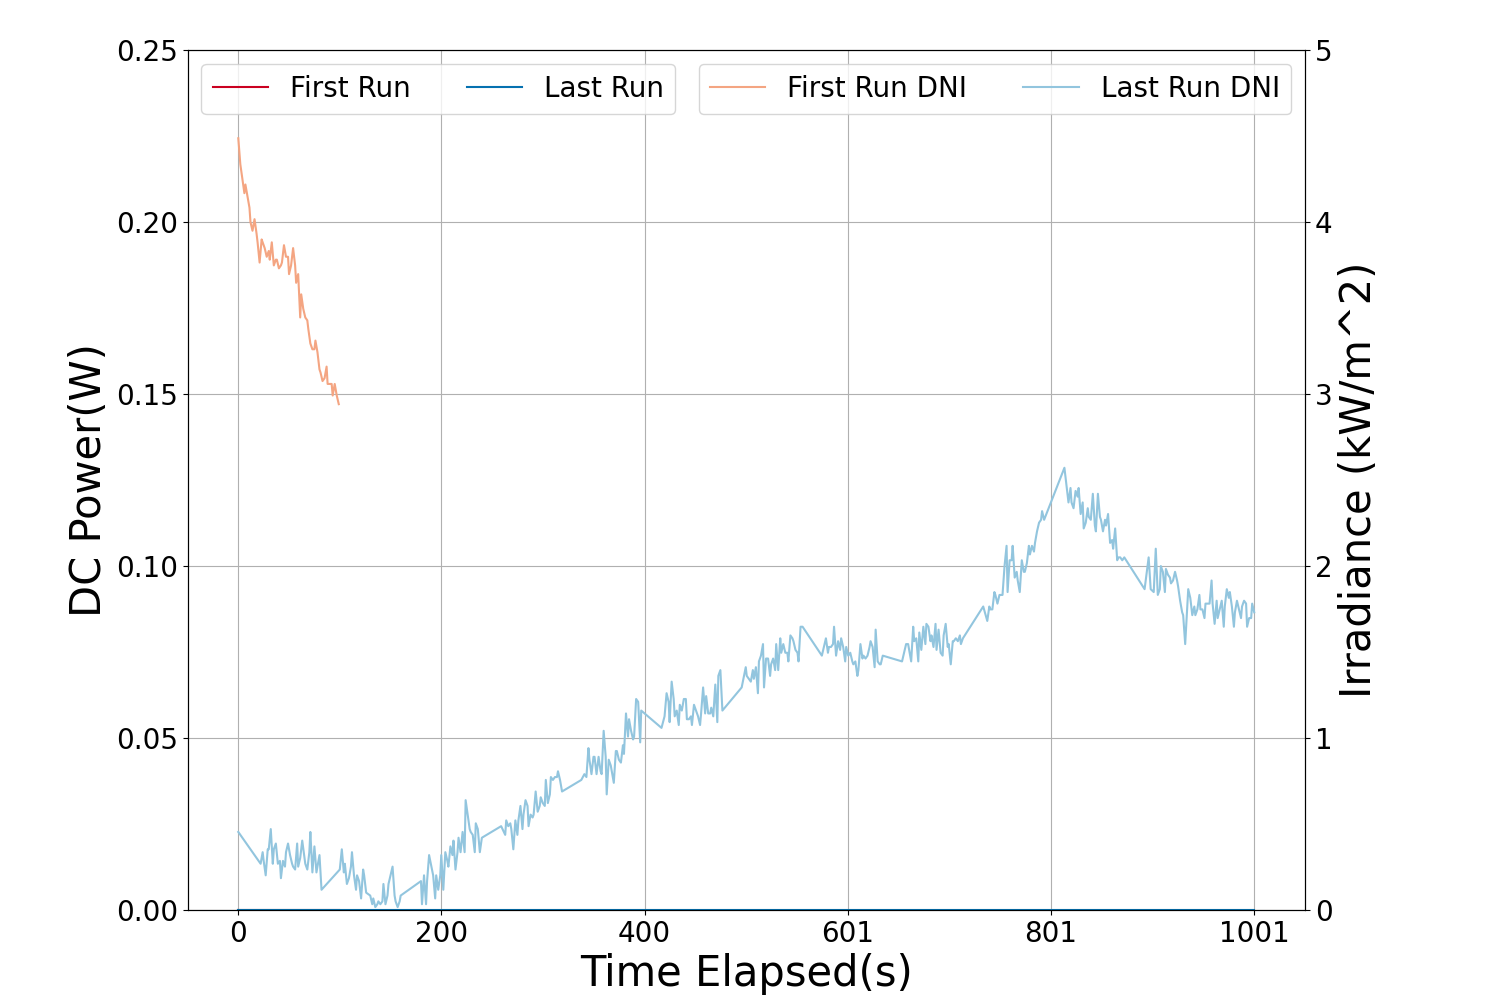 First Run
Last Run
First Run DNI
Last Run DNI
0.25
0.20
0.15
0.10
0.05
0.00
DC Power(W)
5
4
3
2
1
0
Irradiance (kW/m^2)
0
200
400
601
801
1001
Time Elapsed(s)